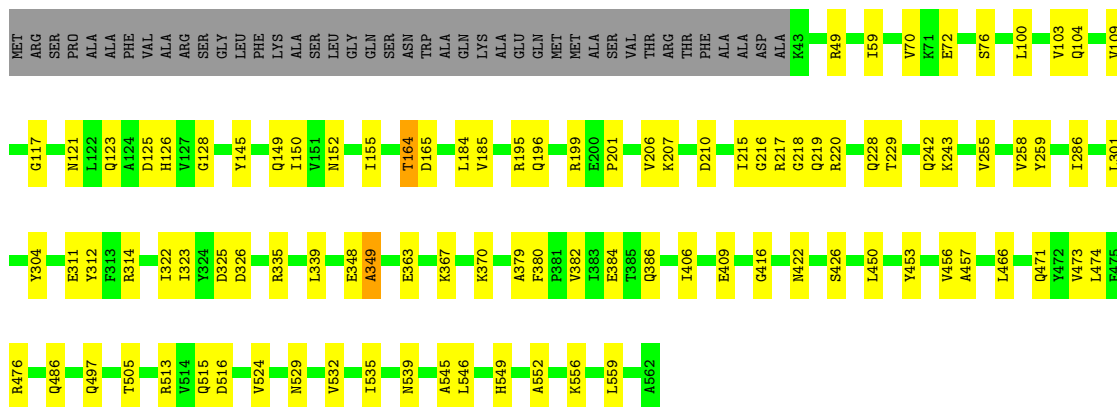 MET ARG SER PRO ALA ALA PHE VAL ALA ARG SER GLY LEU PHE LYS ALA SER LEU GLY GLN SER ASN TRP ALA GLN LYS ALA GLU GLN MET MET ALA SER VAL THR ARG THR PHE ALA ALA ASP ALA K43 R49 I59 V70 K71 E72 S76 L100 V103 Q104 V109
G117 N121 L122 Q123 A124 D125 H126 V127 G128 Y145 Q149 I150 V151 N152 I155 T164 D165 L184 V185 R195 Q196 R199 E200 P201 V206 K207 D210 I215 G216 R217 G218 Q219 R220 Q228 T229 Q242 K243 V255 V258 Y259 I286 L301
Y304 E311 Y312 F313 R314 I322 I323 Y324 D325 D326 R335 L339 E348 A349 E363 K367 K370 A379 F380 P381 V382 I383 E384 T385 Q386 I406 E409 G416 N422 S426 L450 Y453 V456 A457 L466 Q471 Y472 V473 L474 E475
R476 Q486 Q497 T505 R513 V514 Q515 D516 V524 N529 V532 I535 N539 A545 L546 H549 A552 K556 L559 A562